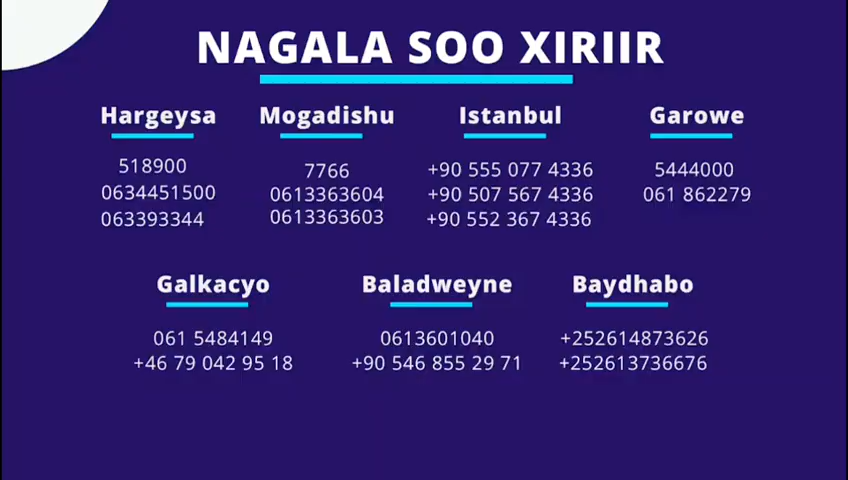 NAGALA SOO XIRIIR
Hargeysa
518900
0634451500
063393344
Mogadishu
7766
0613363604
0613363603
Istanbul
+90 555 077 4336
+90 507 567 4336
+90 552 367 4336
Garowe
5444000
061 862279
Galkacyo
061 5484149
+46 79 042 95 18
Baladweyne
0613601040
+90 546 855 29 71
Baydhabo
+252614873626
+252613736676